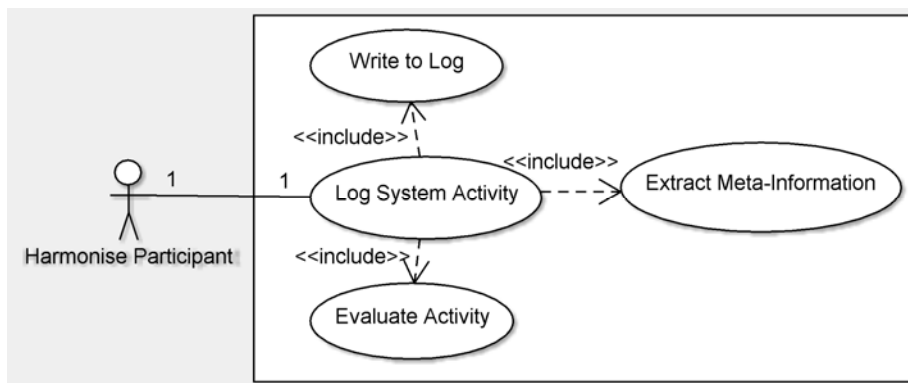 Write to Log
<<include>>
<<include>>
1
1
Log System Activity
Extract Meta-Information
Harmonise Participant
<<include>>
Evaluate Activity